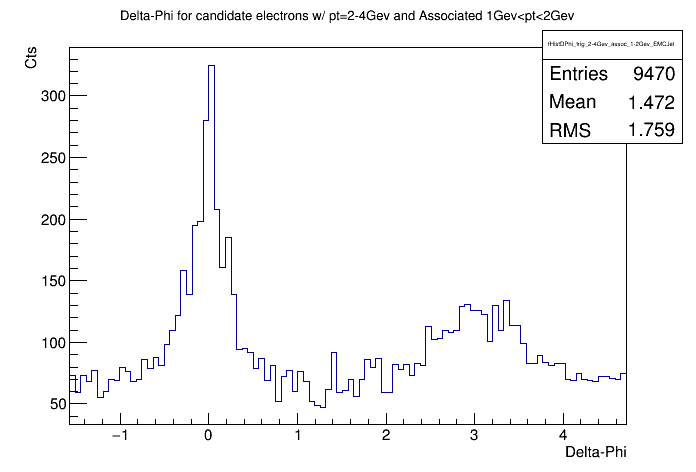 Delta-Phi for candidate electrons w/ pt=2-4Gev and Associated 1Gev<pt<2Gev
fHistDPhi_trig_2-4Gev_assoc_1-2Gev_EMCJet
Entries 9470
Mean 1.472
RMS 1.759
Cts
300
250
200
150
100
50
−1 0 1 2 3 4
Delta-Phi